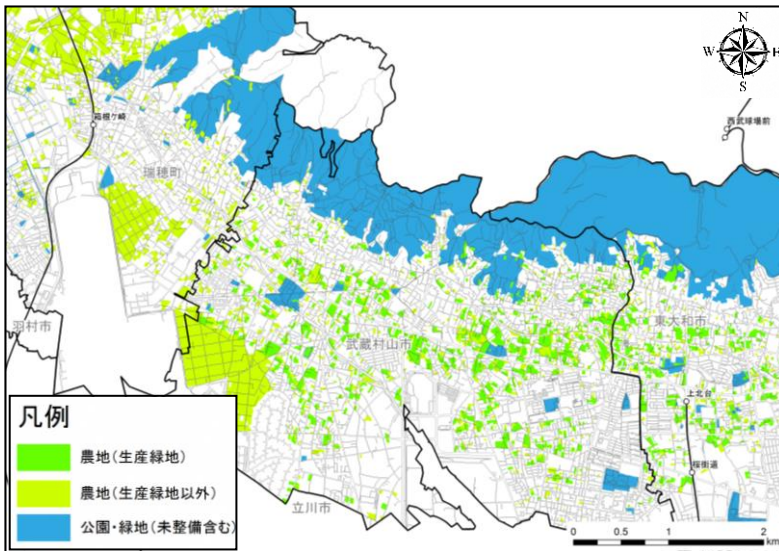 N
W
E
S
西武球場前
箱根ケ崎
瑞穂町
羽村市
武蔵村山市
東大和市
上北台
桜街道
立川市
凡例
農地(生産緑地)
農地(生産緑地以外)
公園・緑地(未整備含む)
0 0.5 1 2
km